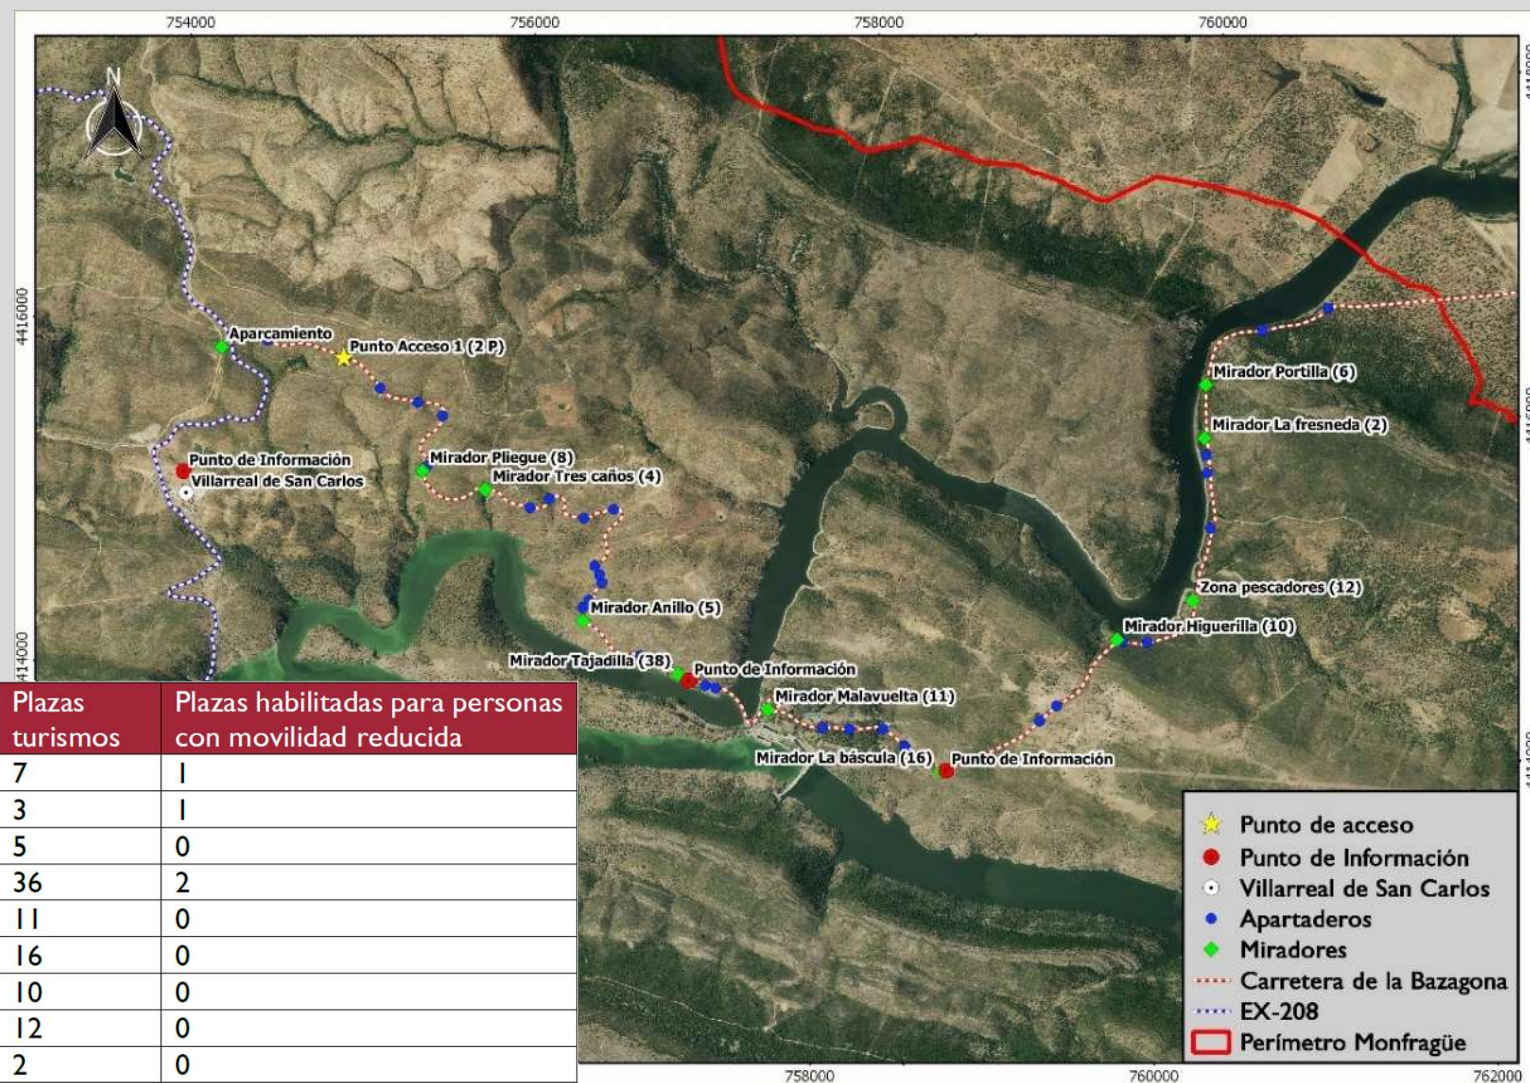 754000
756000
758000
760000
N
4416000
Aparcamiento
Punto Acceso 1 (2 P)
Mirador Portilla (6)
Mirador La fresneda (2)
Mirador Pliegue (8)
Punto de Información
Mirador Tres caños (4)
Villarreal de San Carlos
Zona pescadores (12)
Mirador Anillo (5)
Mirador Higuerilla (10)
Mirador Tajadilla (38)
Punto de Información
Mirador Malavuelta (11)
Mirador La báscula (16)
Punto de Información
Plazas turismos
Plazas habilitadas para personas con movilidad reducida
7 1
3 1
5 0
36 2
11 0
16 0
10 0
12 0
2 0
Punto de acceso
Punto de Información
Villarreal de San Carlos
Apartaderos
Miradores
Carretera de la Bazagona
EX-208
Perímetro Monfragüe
758000
760000
762000